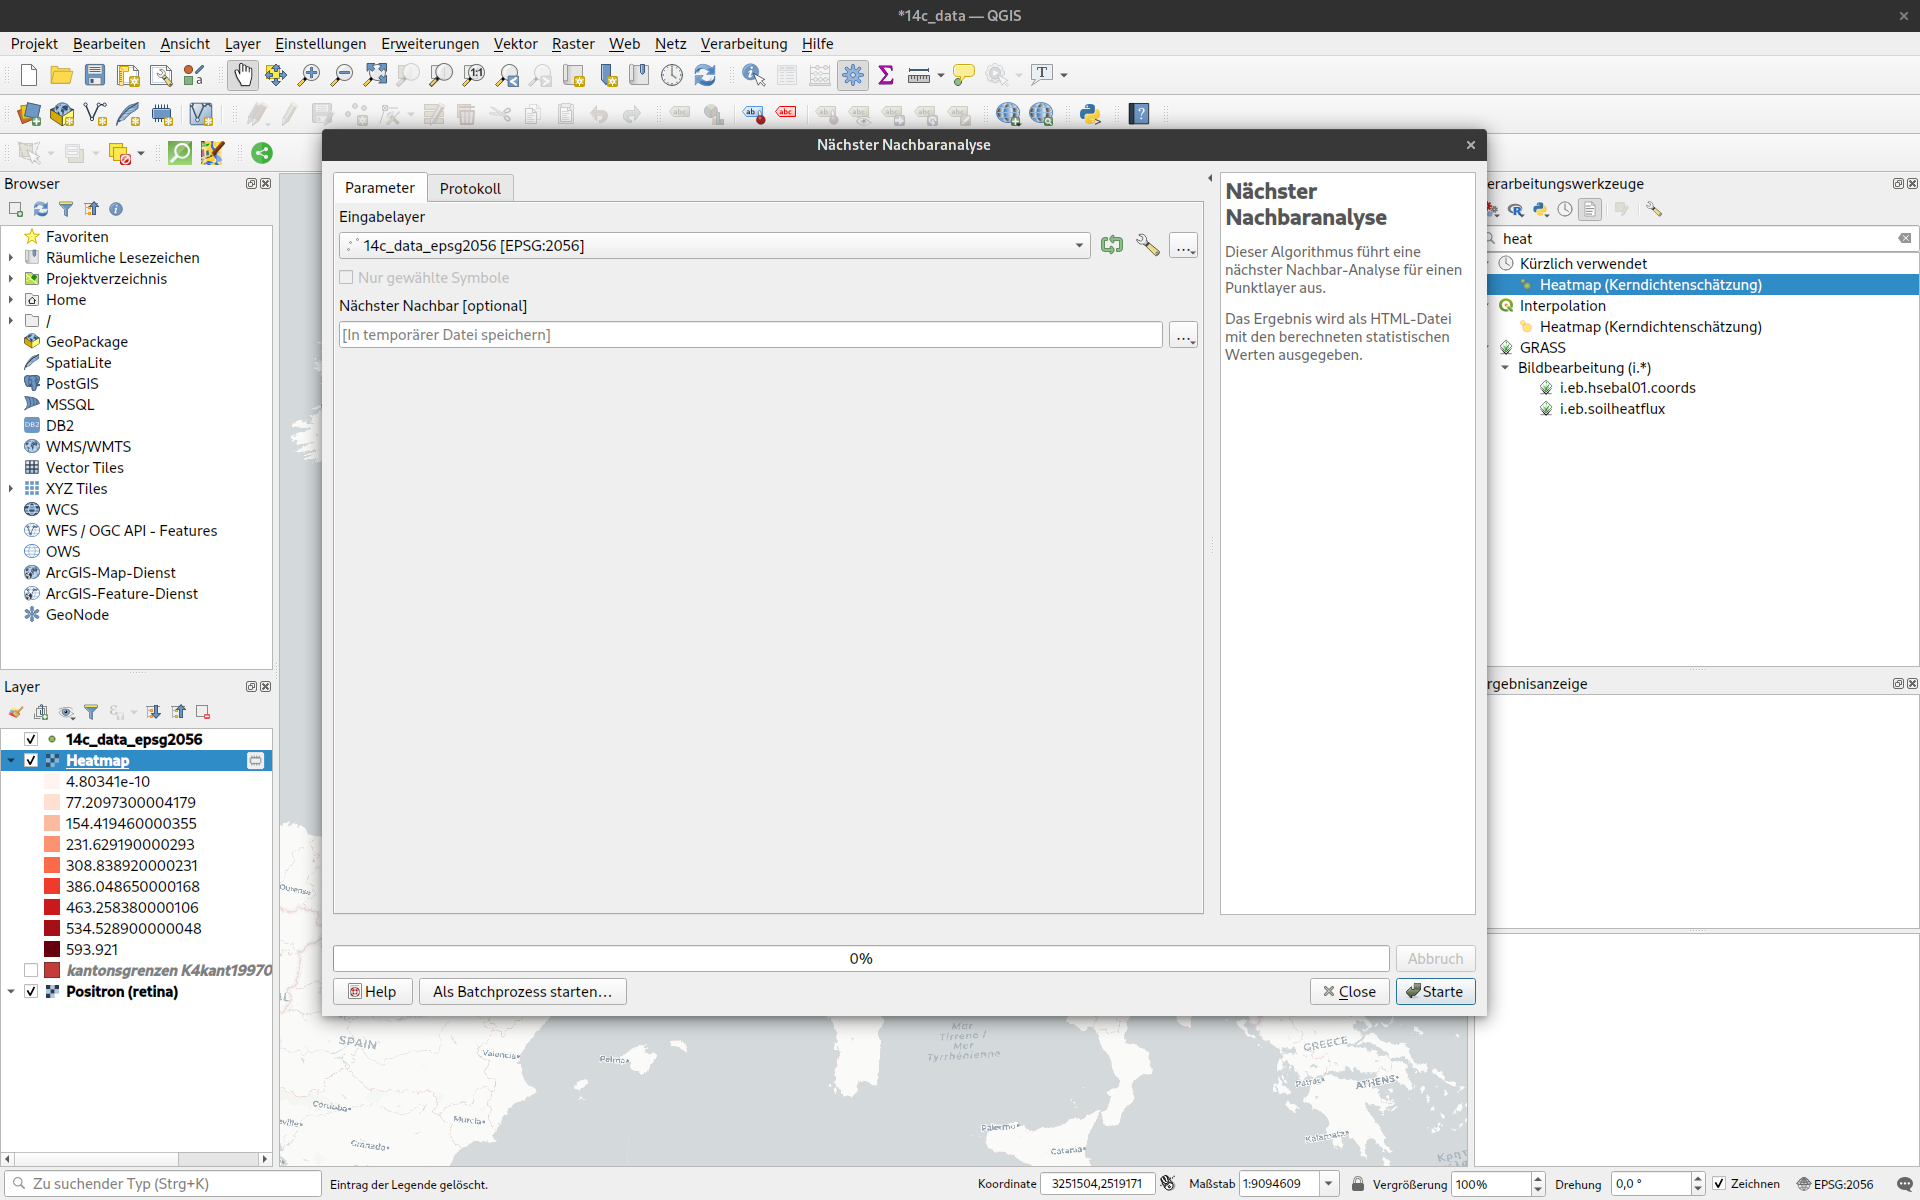 *14c_data — QGIS
Projekt Bearbeiten Ansicht Layer Einstellungen Erweiterungen Vektor Raster Web Netz Verarbeitung Hilfe
Nächster Nachbaranalyse
Browser
Favoriten
Räumliche Lesezeichen
Projektverzeichnis
Home
/
GeoPackage
SpatiaLite
PostGIS
MSSQL
DB2
WMS/WMTS
Vector Tiles
XYZ Tiles
WCS
WFS / OGC API - Features
OWS
ArcGIS-Map-Dienst
ArcGIS-Feature-Dienst
GeoNode
Layer
14c_data_epsg2056
Heatmap
4.80341e-10
77.2097300004179
154.419460000355
231.629190000293
308.838920000231
386.048650000168
463.258380000106
534.528900000048
593.921
kantonsgrenzen K4kant19970
Positron (retina)
Parameter Protokoll
Eingabelayer
14c_data_epsg2056 [EPSG:2056]
Nur gewählte Symbole
Nächster Nachbar [optional]
[In temporärer Datei speichern]
Nächster
Nachbaranalyse
Dieser Algorithmus führt eine
nächster Nachbar-Analyse für einen
Punktlayer aus.
Das Ergebnis wird als HTML-Datei
mit den berechneten statistischen
Werten ausgegeben.
0%
Abbruch
Help
Als Batchprozess starten…
Close
Starte
erarbeitungswerkzeuge
heat
Kürzlich verwendet
Heatmap (Kerndichtenschätzung)
Interpolation
Heatmap (Kerndichtenschätzung)
GRASS
Bildbearbeitung (i.*)
i.eb.hsebal01.coords
i.eb.soilheatflux
rgebnisanzeige
Ourense
SPAIN
Valencia
Palma
Cordoba
Murcia
Granada
Mar
Tirreno /
Mer
Tyrrhénienne
Palermo
Catania
GREECE
Patras
ATHENS
Kalamata
Zu suchender Typ (Strg+K)
Eintrag der Legende gelöscht.
Koordinate 3251504,2519171
Maßstab 1:9094609
Vergrößerung 100%
Drehung 0,0 °
Zeichnen
EPSG:2056